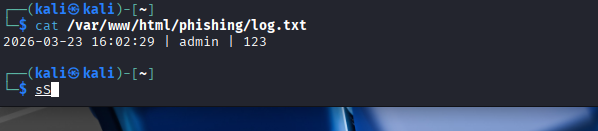 ┌──(kali㉿kali)-[~]
└─$ cat /var/www/html/phishing/log.txt
2026-03-23 16:02:29 | admin | 123
┌──(kali㉿kali)-[~]
└─$ sS